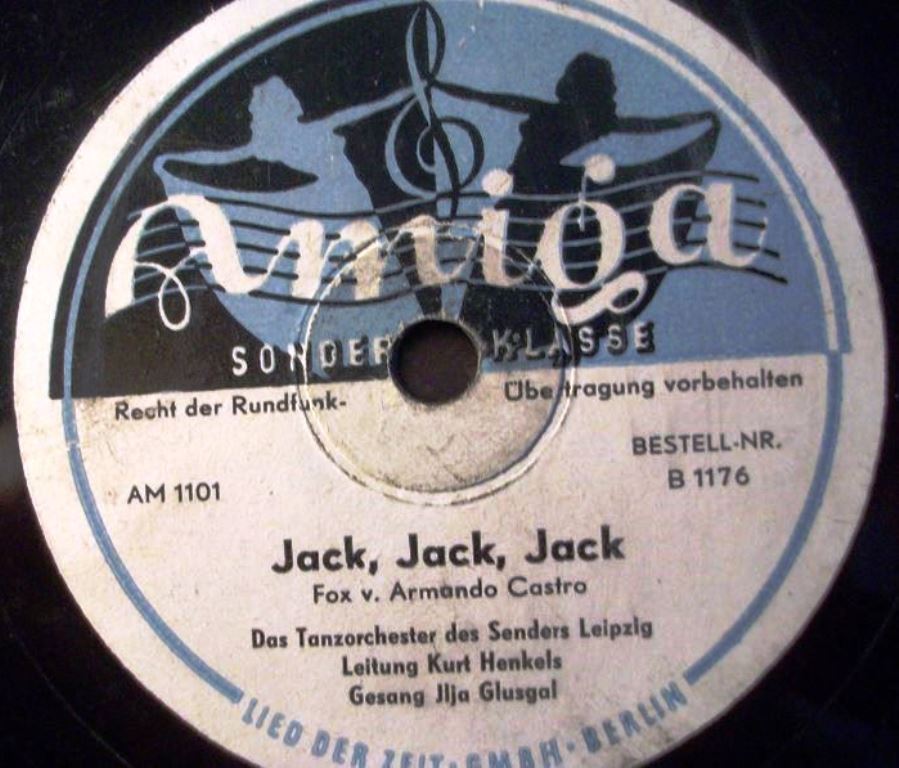 Amiga
SONDER KLASSE
Recht der Rundfunk-
Übertragung vorbehalten
BESTELL-NR.
B 1176
AM 1101
Jack, Jack, Jack
Fox v. Armando Castro
Das Tanzorchester des Senders Leipzig
Leitung Kurt Henkels
Gesang Jlja Glusgal
LIED DER ZEIT · GMBH · BERLIN